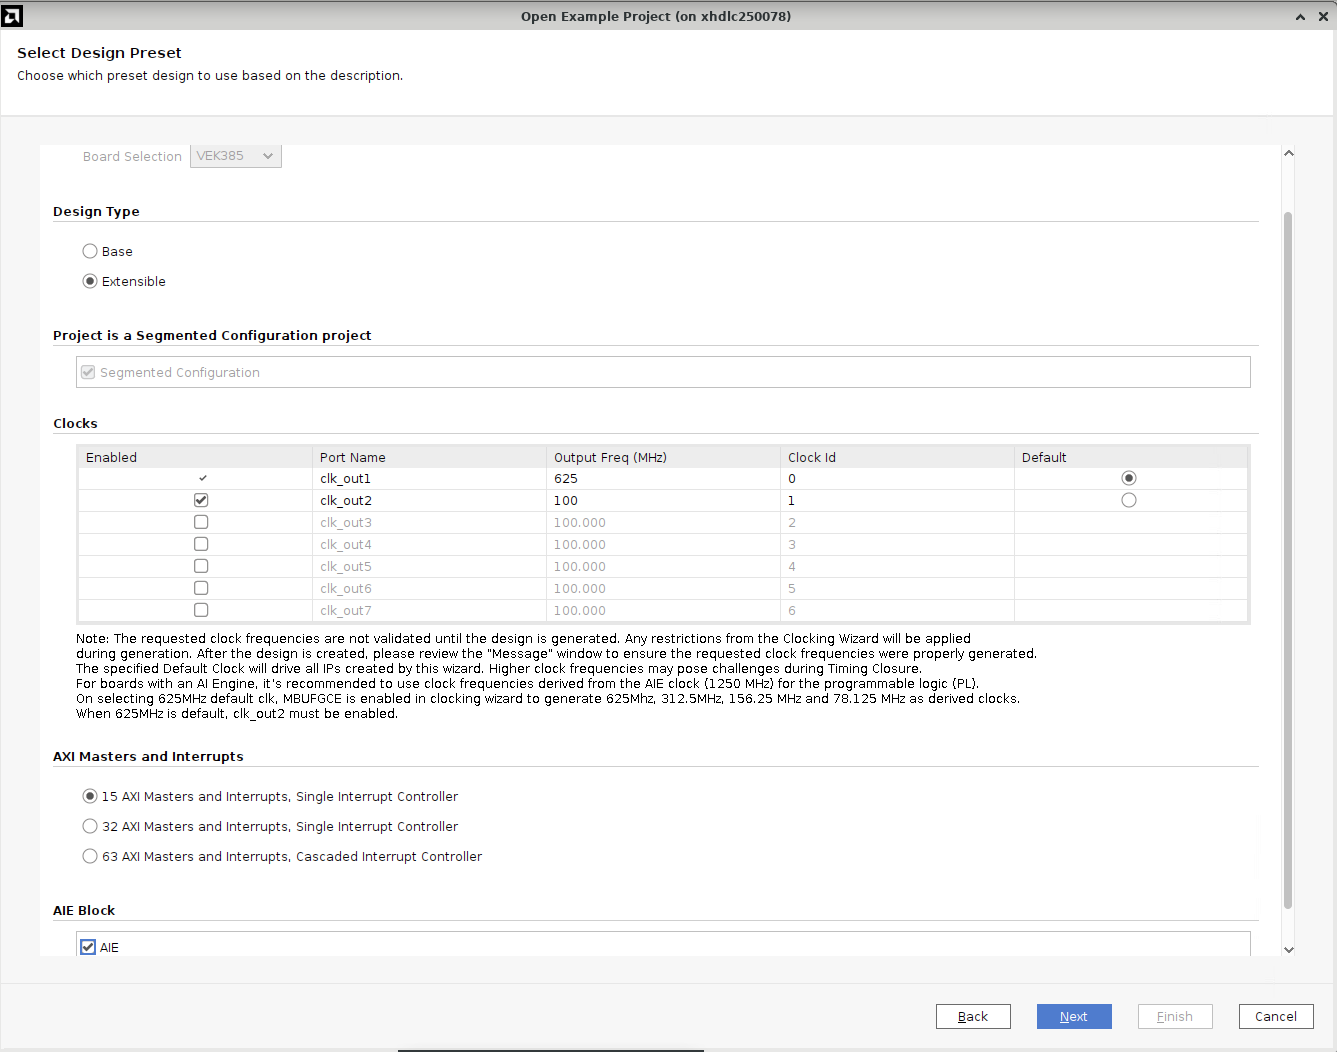 Open Example Project (on xhdlc250078)
Select Design Preset
Choose which preset design to use based on the description.
Board Selection VEK385
Design Type
Base
Extensible
Project is a Segmented Configuration project
Segmented Configuration
Clocks
Enabled Port Name Output Freq (MHz) Clock Id Default
clk_out1 625 0
clk_out2 100 1
clk_out3 100.000 2
clk_out4 100.000 3
clk_out5 100.000 4
clk_out6 100.000 5
clk_out7 100.000 6
Note: The requested clock frequencies are not validated until the design is generated. Any restrictions from the Clocking Wizard will be applied
during generation. After the design is created, please review the "Message" window to ensure the requested clock frequencies were properly generated.
The specified Default Clock will drive all IPs created by this wizard. Higher clock frequencies may pose challenges during Timing Closure.
For boards with an AI Engine, it's recommended to use clock frequencies derived from the AIE clock (1250 MHz) for the programmable logic (PL).
On selecting 625MHz default clk, MBUFGCE is enabled in clocking wizard to generate 625Mhz, 312.5MHz, 156.25 MHz and 78.125 MHz as derived clocks.
When 625MHz is default, clk_out2 must be enabled.
AXI Masters and Interrupts
15 AXI Masters and Interrupts, Single Interrupt Controller
32 AXI Masters and Interrupts, Single Interrupt Controller
63 AXI Masters and Interrupts, Cascaded Interrupt Controller
AIE Block
AIE
Back Next Finish Cancel